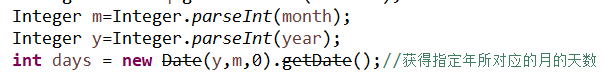 Integer m=Integer.parseInt(month);
Integer y=Integer.parseInt(year);
int days = new Date(y,m,0).getDate();//获得指定年所对应的月的天数